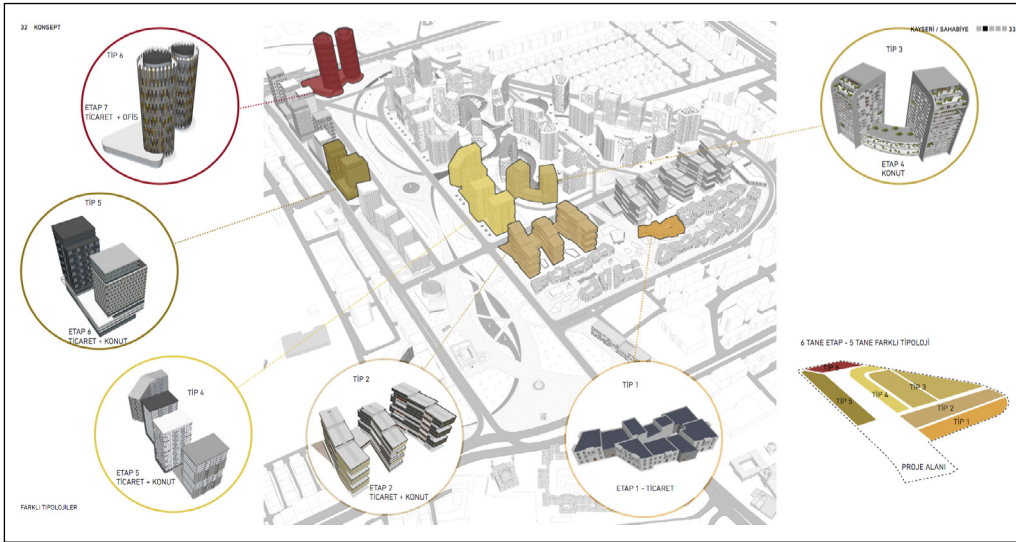 32 KONSEPT
KAYSERİ / SAHABİYE 33
TİP 6
ETAP 7
TİCARET + OFİS
TİP 3
ETAP 4
KONUT
TİP 5
ETAP 6
TİCARET + KONUT
TİP 4
ETAP 5
TİCARET + KONUT
TİP 2
ETAP 2
TİCARET + KONUT
TİP 1
ETAP 1 - TİCARET
6 TANE ETAP - 5 TANE FARKLI TİPOLOJİ
TİP 6
TİP 5
TİP 4
TİP 3
TİP 2
TİP 1
PROJE ALANI
FARKLI TİPOLOJİLER